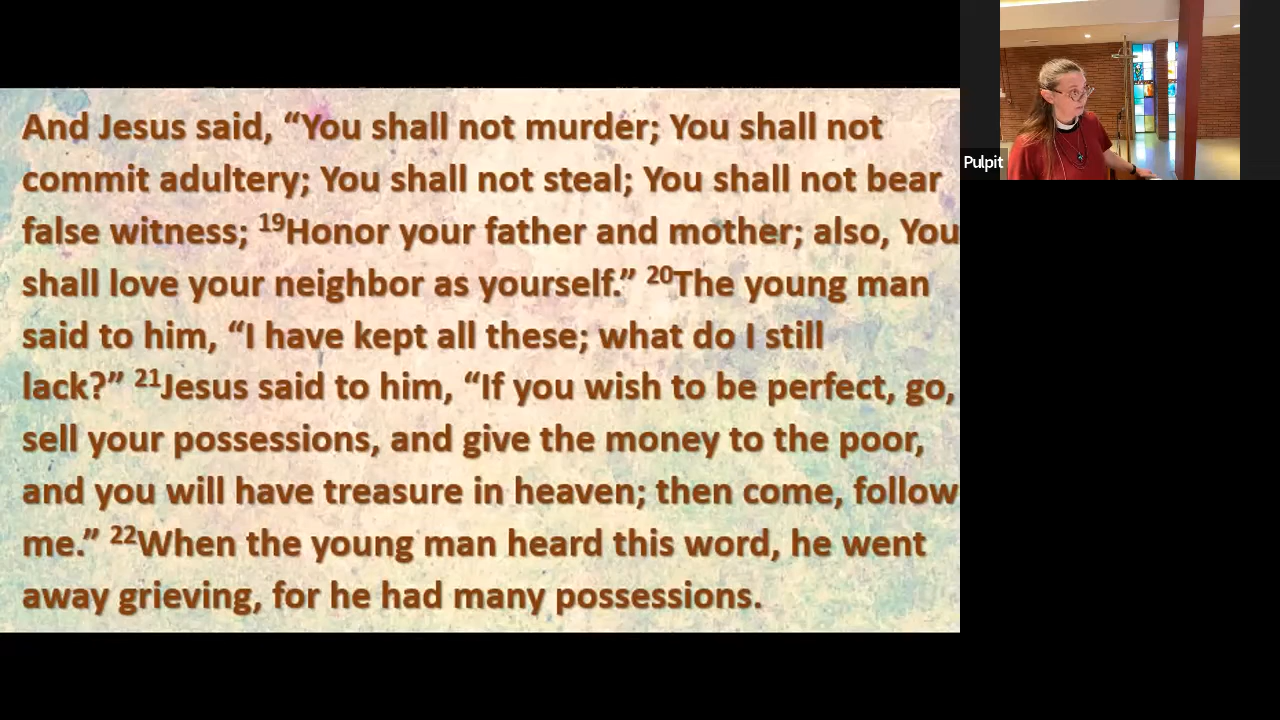 And Jesus said, “You shall not murder; You shall not
commit adultery; You shall not steal; You shall not bear
false witness; 19Honor your father and mother; also, You
shall love your neighbor as yourself.” 20The young man
said to him, “I have kept all these; what do I still
lack?” 21Jesus said to him, “If you wish to be perfect, go,
sell your possessions, and give the money to the poor,
and you will have treasure in heaven; then come, follow
me.” 22When the young man heard this word, he went
away grieving, for he had many possessions.
Pulpit